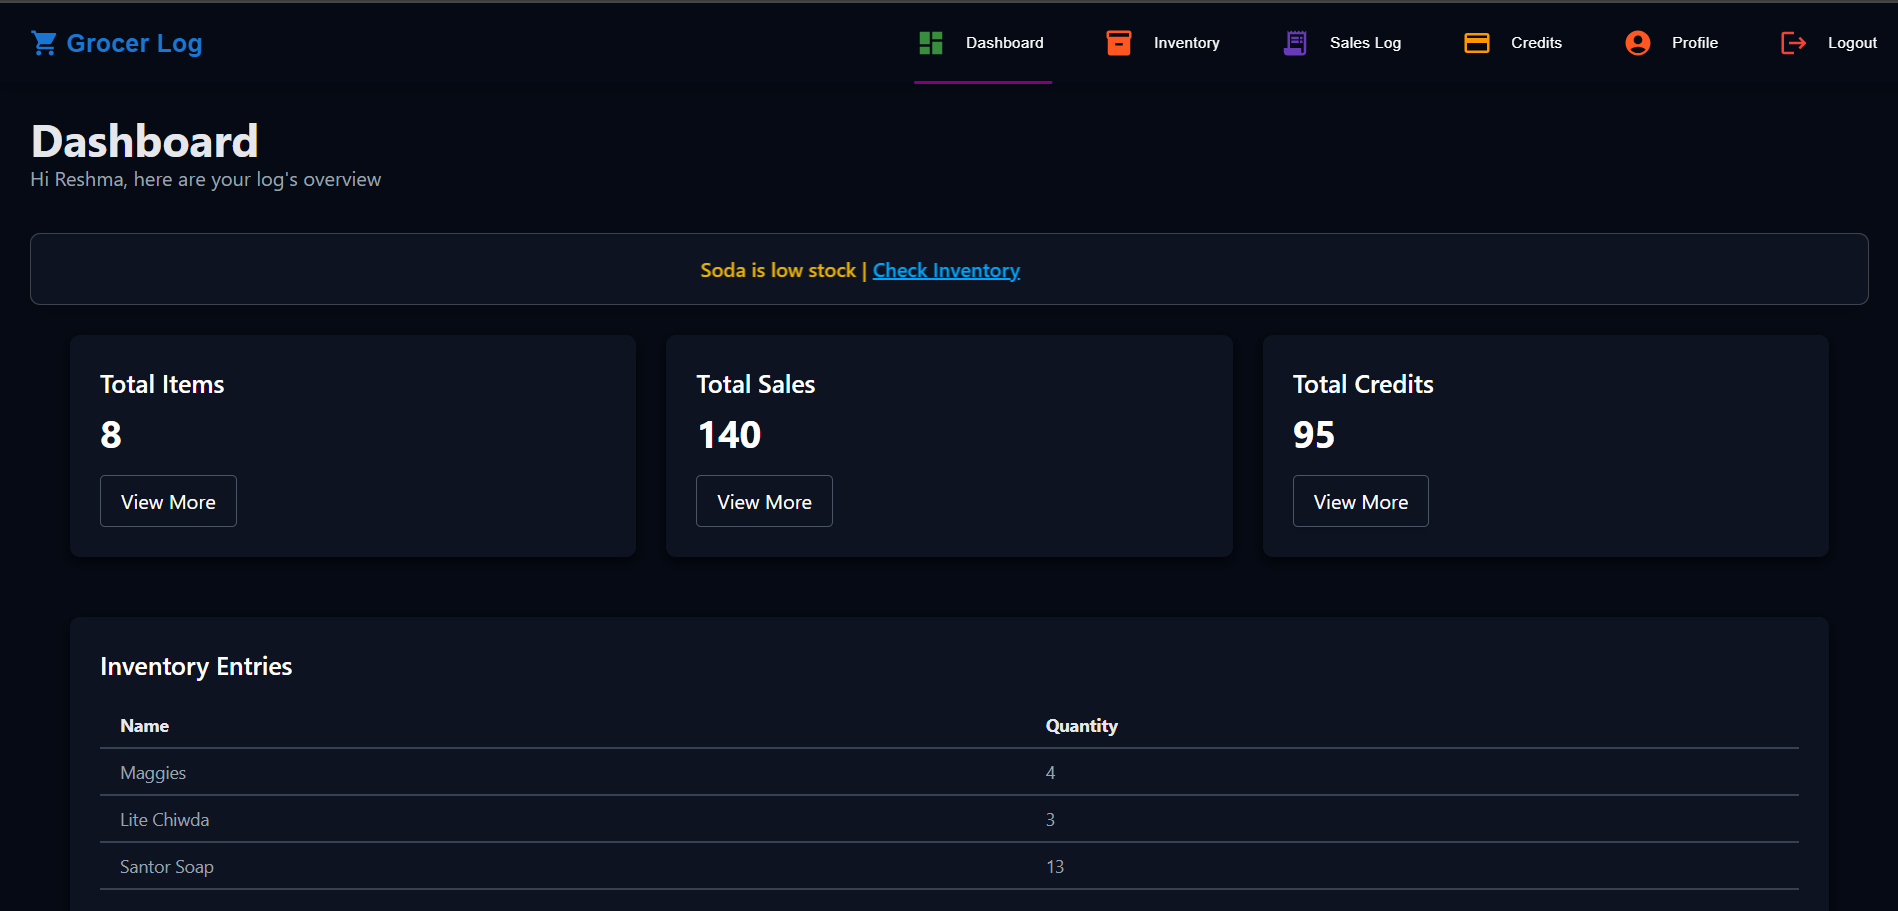 Grocer Log
Dashboard
Inventory
Sales Log
Credits
Profile
Logout
Dashboard
Hi Reshma, here are your log's overview
Soda is low stock | Check Inventory
Total Items
8
View More
Total Sales
140
View More
Total Credits
95
View More
Inventory Entries
Name Quantity
Maggies 4
Lite Chiwda 3
Santor Soap 13